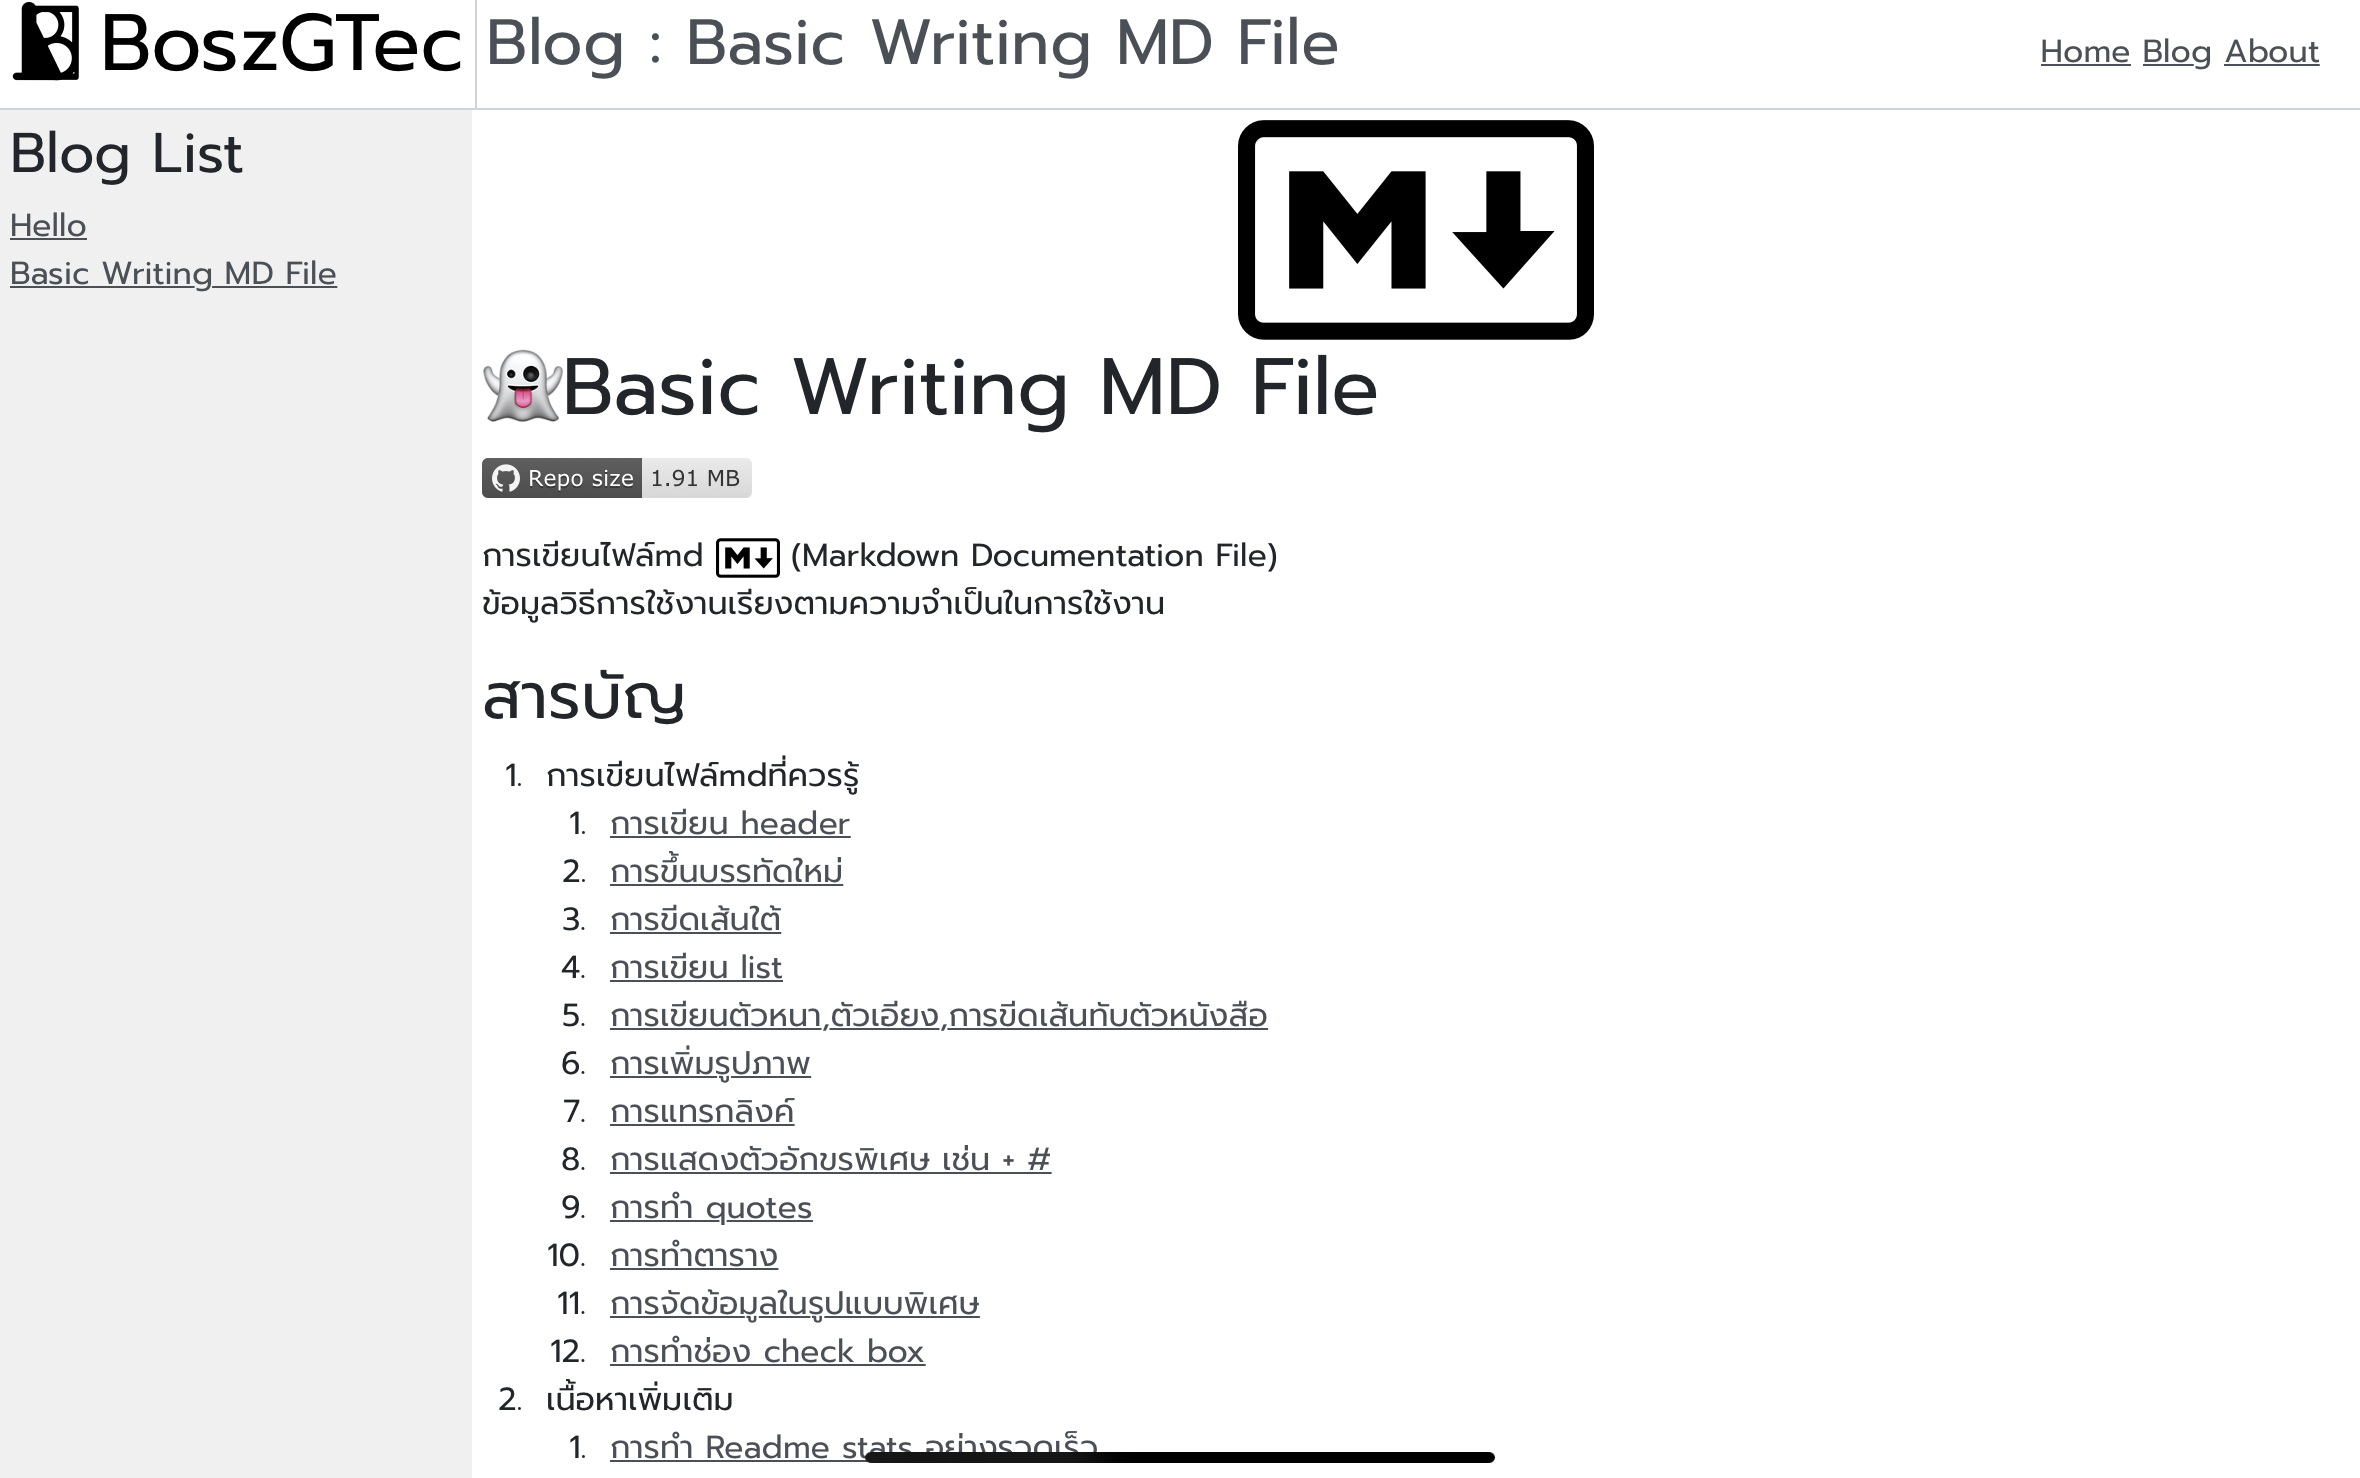 BoszGTec
Blog : Basic Writing MD File
Home Blog About
Blog List
Hello
Basic Writing MD File
M
👻Basic Writing MD File
Repo size 1.91 MB
การเขียนไฟล์md M (Markdown Documentation File)
ข้อมูลวิธีการใช้งานเรียงตามความจำเป็นในการใช้งาน
สารบัญ
1. การเขียนไฟล์mdที่ควรรู้
1. การเขียน header
2. การขึ้นบรรทัดใหม่
3. การขีดเส้นใต้
4. การเขียน list
5. การเขียนตัวหนา,ตัวเอียง,การขีดเส้นทับตัวหนังสือ
6. การเพิ่มรูปภาพ
7. การแทรกลิงค์
8. การแสดงตัวอักขรพิเศษ เช่น + #
9. การทำ quotes
10. การทำตาราง
11. การจัดข้อมูลในรูปแบบพิเศษ
12. การทำช่อง check box
2. เนื้อหาเพิ่มเติม
1. การทำ Readme stats อย่างรวดเร็ว